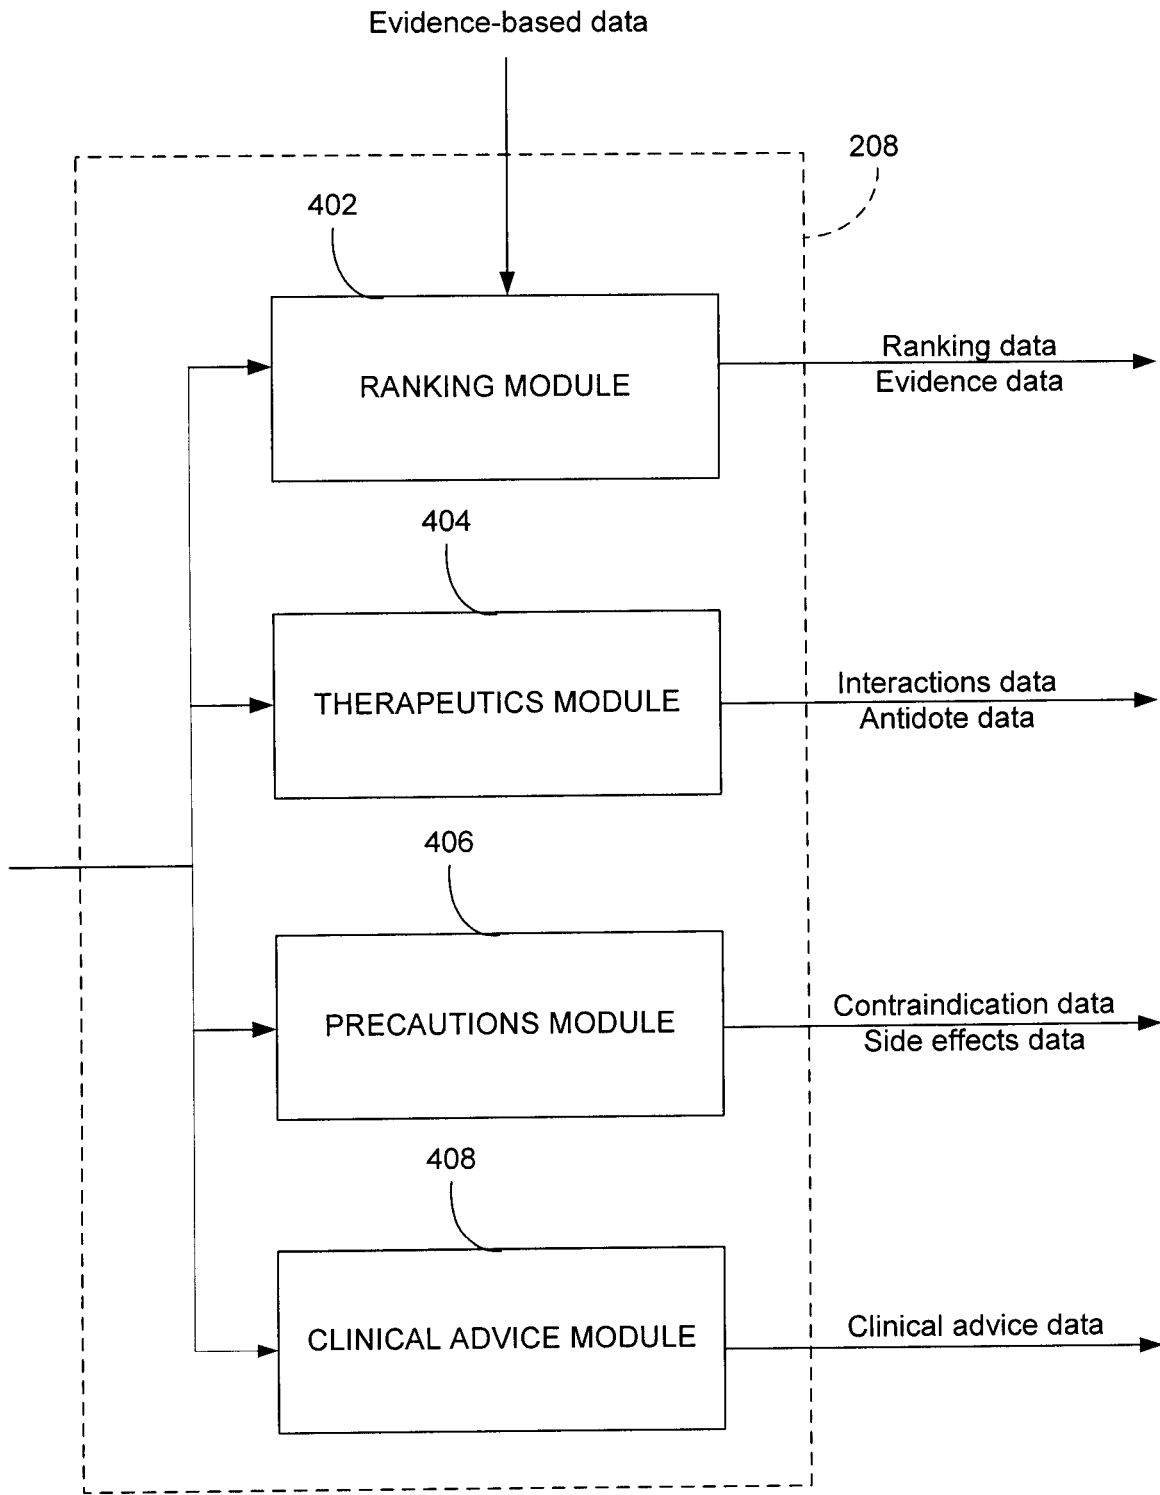 Evidence-based data
208
402
RANKING MODULE
Ranking data
Evidence data
404
THERAPEUTICS MODULE
Interactions data
Antidote data
406
PRECAUTIONS MODULE
Contraindication data
Side effects data
408
CLINICAL ADVICE MODULE
Clinical advice data